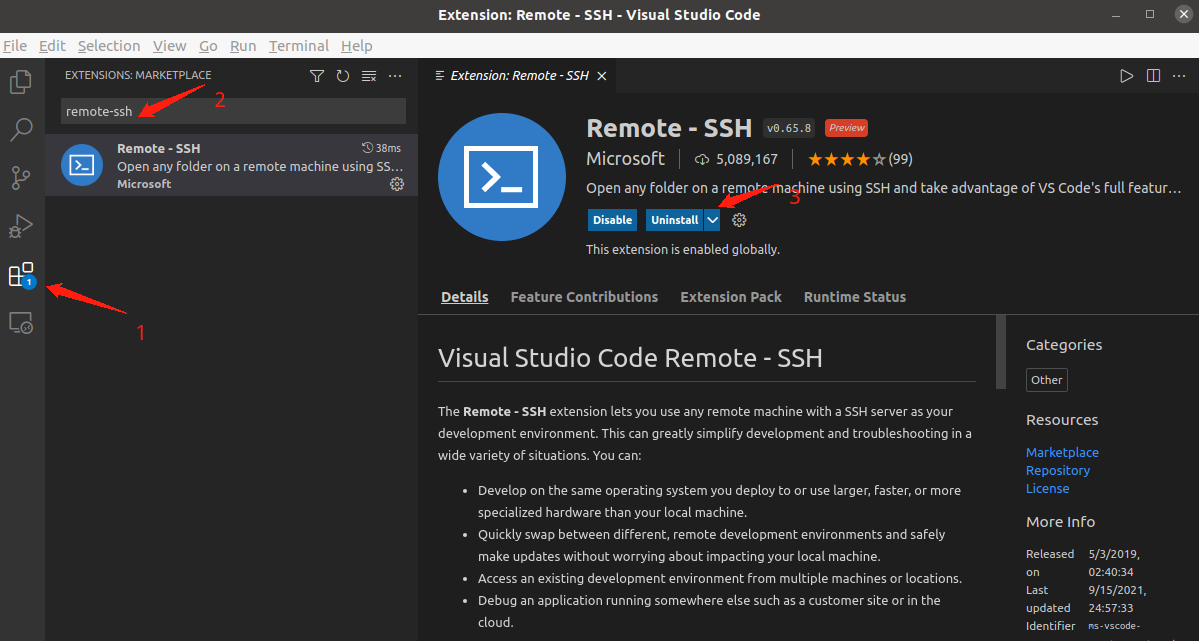 Extension: Remote - SSH - Visual Studio Code
File Edit Selection View Go Run Terminal Help
EXTENSIONS: MARKETPLACE
remote-ssh
2
Remote - SSH 38ms
Open any folder on a remote machine using SS...
Microsoft
1
1
Extension: Remote - SSH
Remote - SSH v0.65.8 Preview
Microsoft 5,089,167 (99)
Open any folder on a remote machine using SSH and take advantage of VS Code's full featur...
3
Disable Uninstall
This extension is enabled globally.
Details Feature Contributions Extension Pack Runtime Status
Visual Studio Code Remote - SSH
The Remote - SSH extension lets you use any remote machine with a SSH server as your
development environment. This can greatly simplify development and troubleshooting in a
wide variety of situations. You can:
• Develop on the same operating system you deploy to or use larger, faster, or more
specialized hardware than your local machine.
• Quickly swap between different, remote development environments and safely
make updates without worrying about impacting your local machine.
• Access an existing development environment from multiple machines or locations.
• Debug an application running somewhere else such as a customer site or in the
cloud.
Categories
Other
Resources
Marketplace
Repository
License
More Info
Released 5/3/2019,
on 02:40:34
Last 9/15/2021,
updated 24:57:33
Identifier ms-vscode-